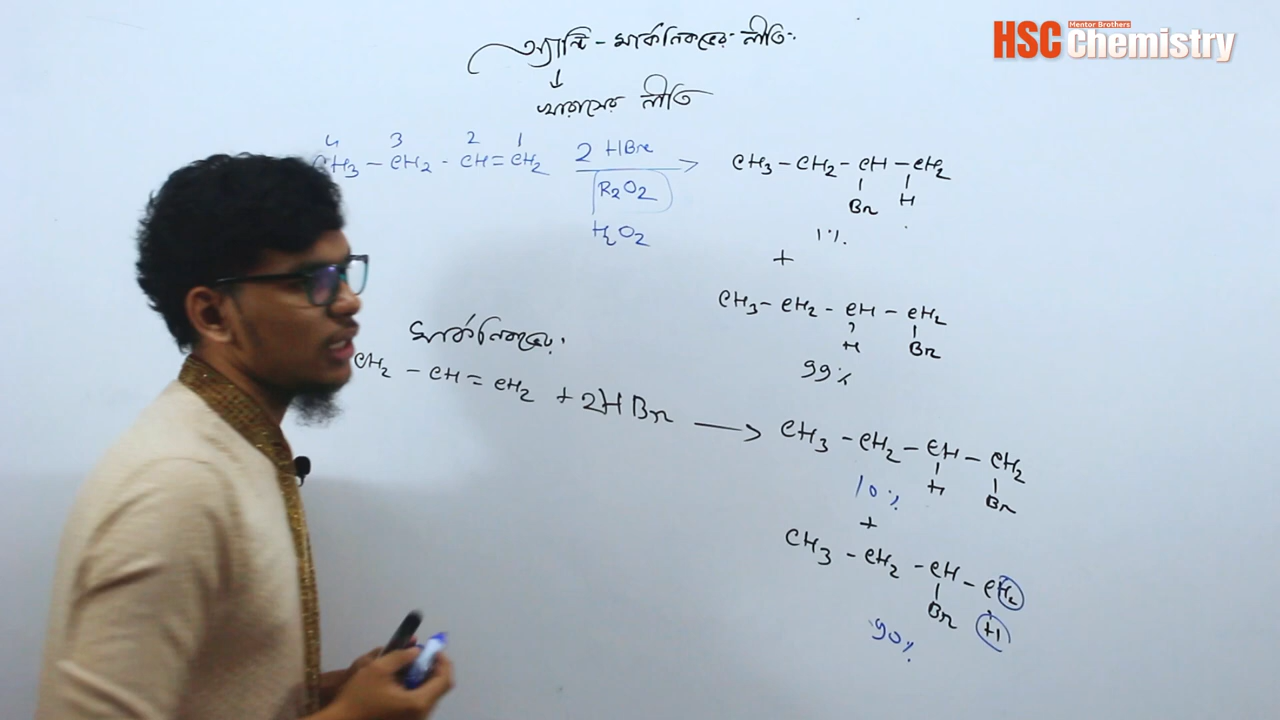 Mentor Brothers
HSC Chemistry
অ্যান্টি - মার্কনিকভের নীতি:
↓
খারাসের নীতি
4 3 2 1
CH3 – CH2 - CH = CH2 2 HBr → CH3 – CH2 – CH – CH2
R2O2 Br H
H2O2 1%.
+
CH3 – CH2 – CH – CH2
H Br
99%
মার্কনিকভের:
CH2 – CH = CH2 + 2HBr → CH3 – CH2 – CH – CH2
H Br
10%
+
CH3 – CH2 – CH – CH2
Br
90%